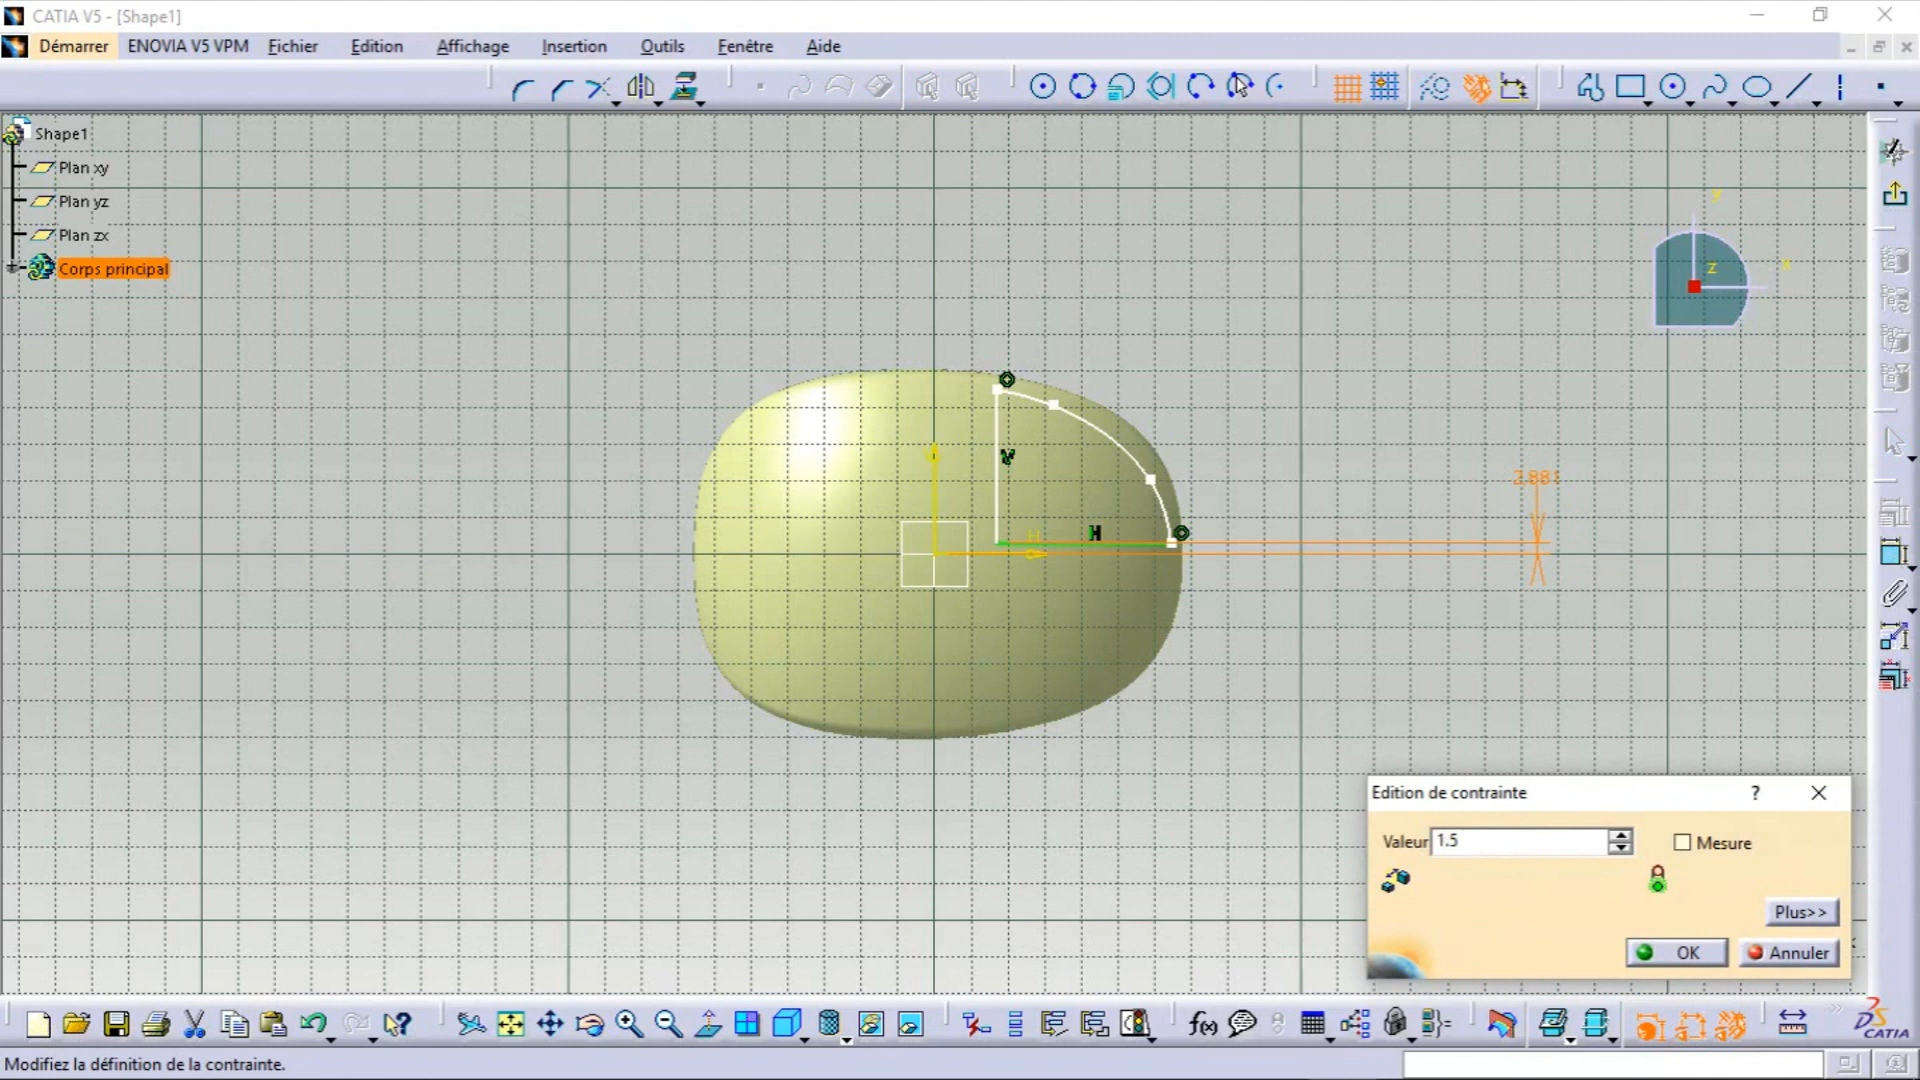 CATIA V5 - [Shape1]
Démarrer ENOVIA V5 VPM Fichier Edition Affichage Insertion Outils Fenêtre Aide
Shape1
Plan xy
Plan yz
Plan zx
Corps principal
y
z
x
V
H
H
2.881
Edition de contrainte
Valeur 1.5
Mesure
Plus>>
OK
Annuler
f(x)
CATIA
Modifiez la définition de la contrainte.